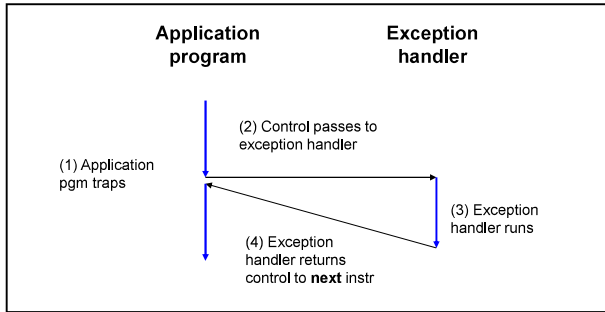 Application
program
Exception
handler
(2) Control passes to
exception handler
(1) Application
pgm traps
(3) Exception
handler runs
(4) Exception
handler returns
control to next instr